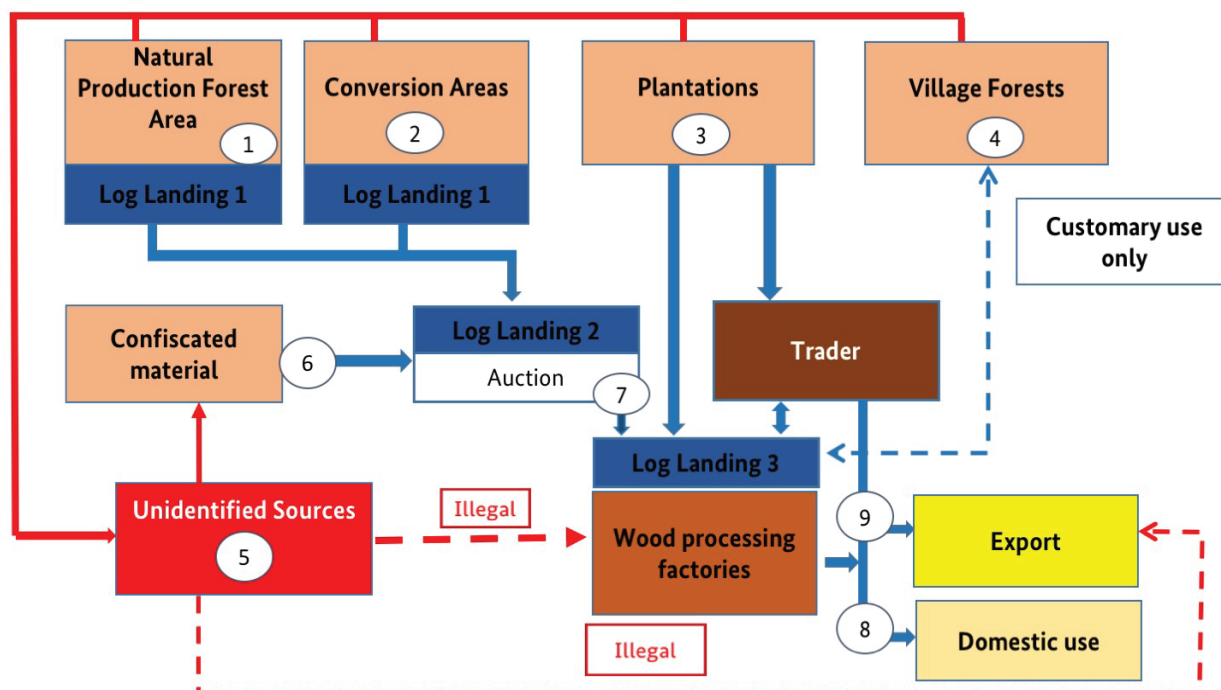 Natural
Production Forest
Area
1
Log Landing 1
Conversion Areas
2
Log Landing 1
Plantations
3
Village Forests
4
Customary use
only
Confiscated
material
6
Log Landing 2
Auction
7
Trader
Log Landing 3
Unidentified Sources
5
Illegal
Wood processing
factories
9
Export
Illegal
8
Domestic use